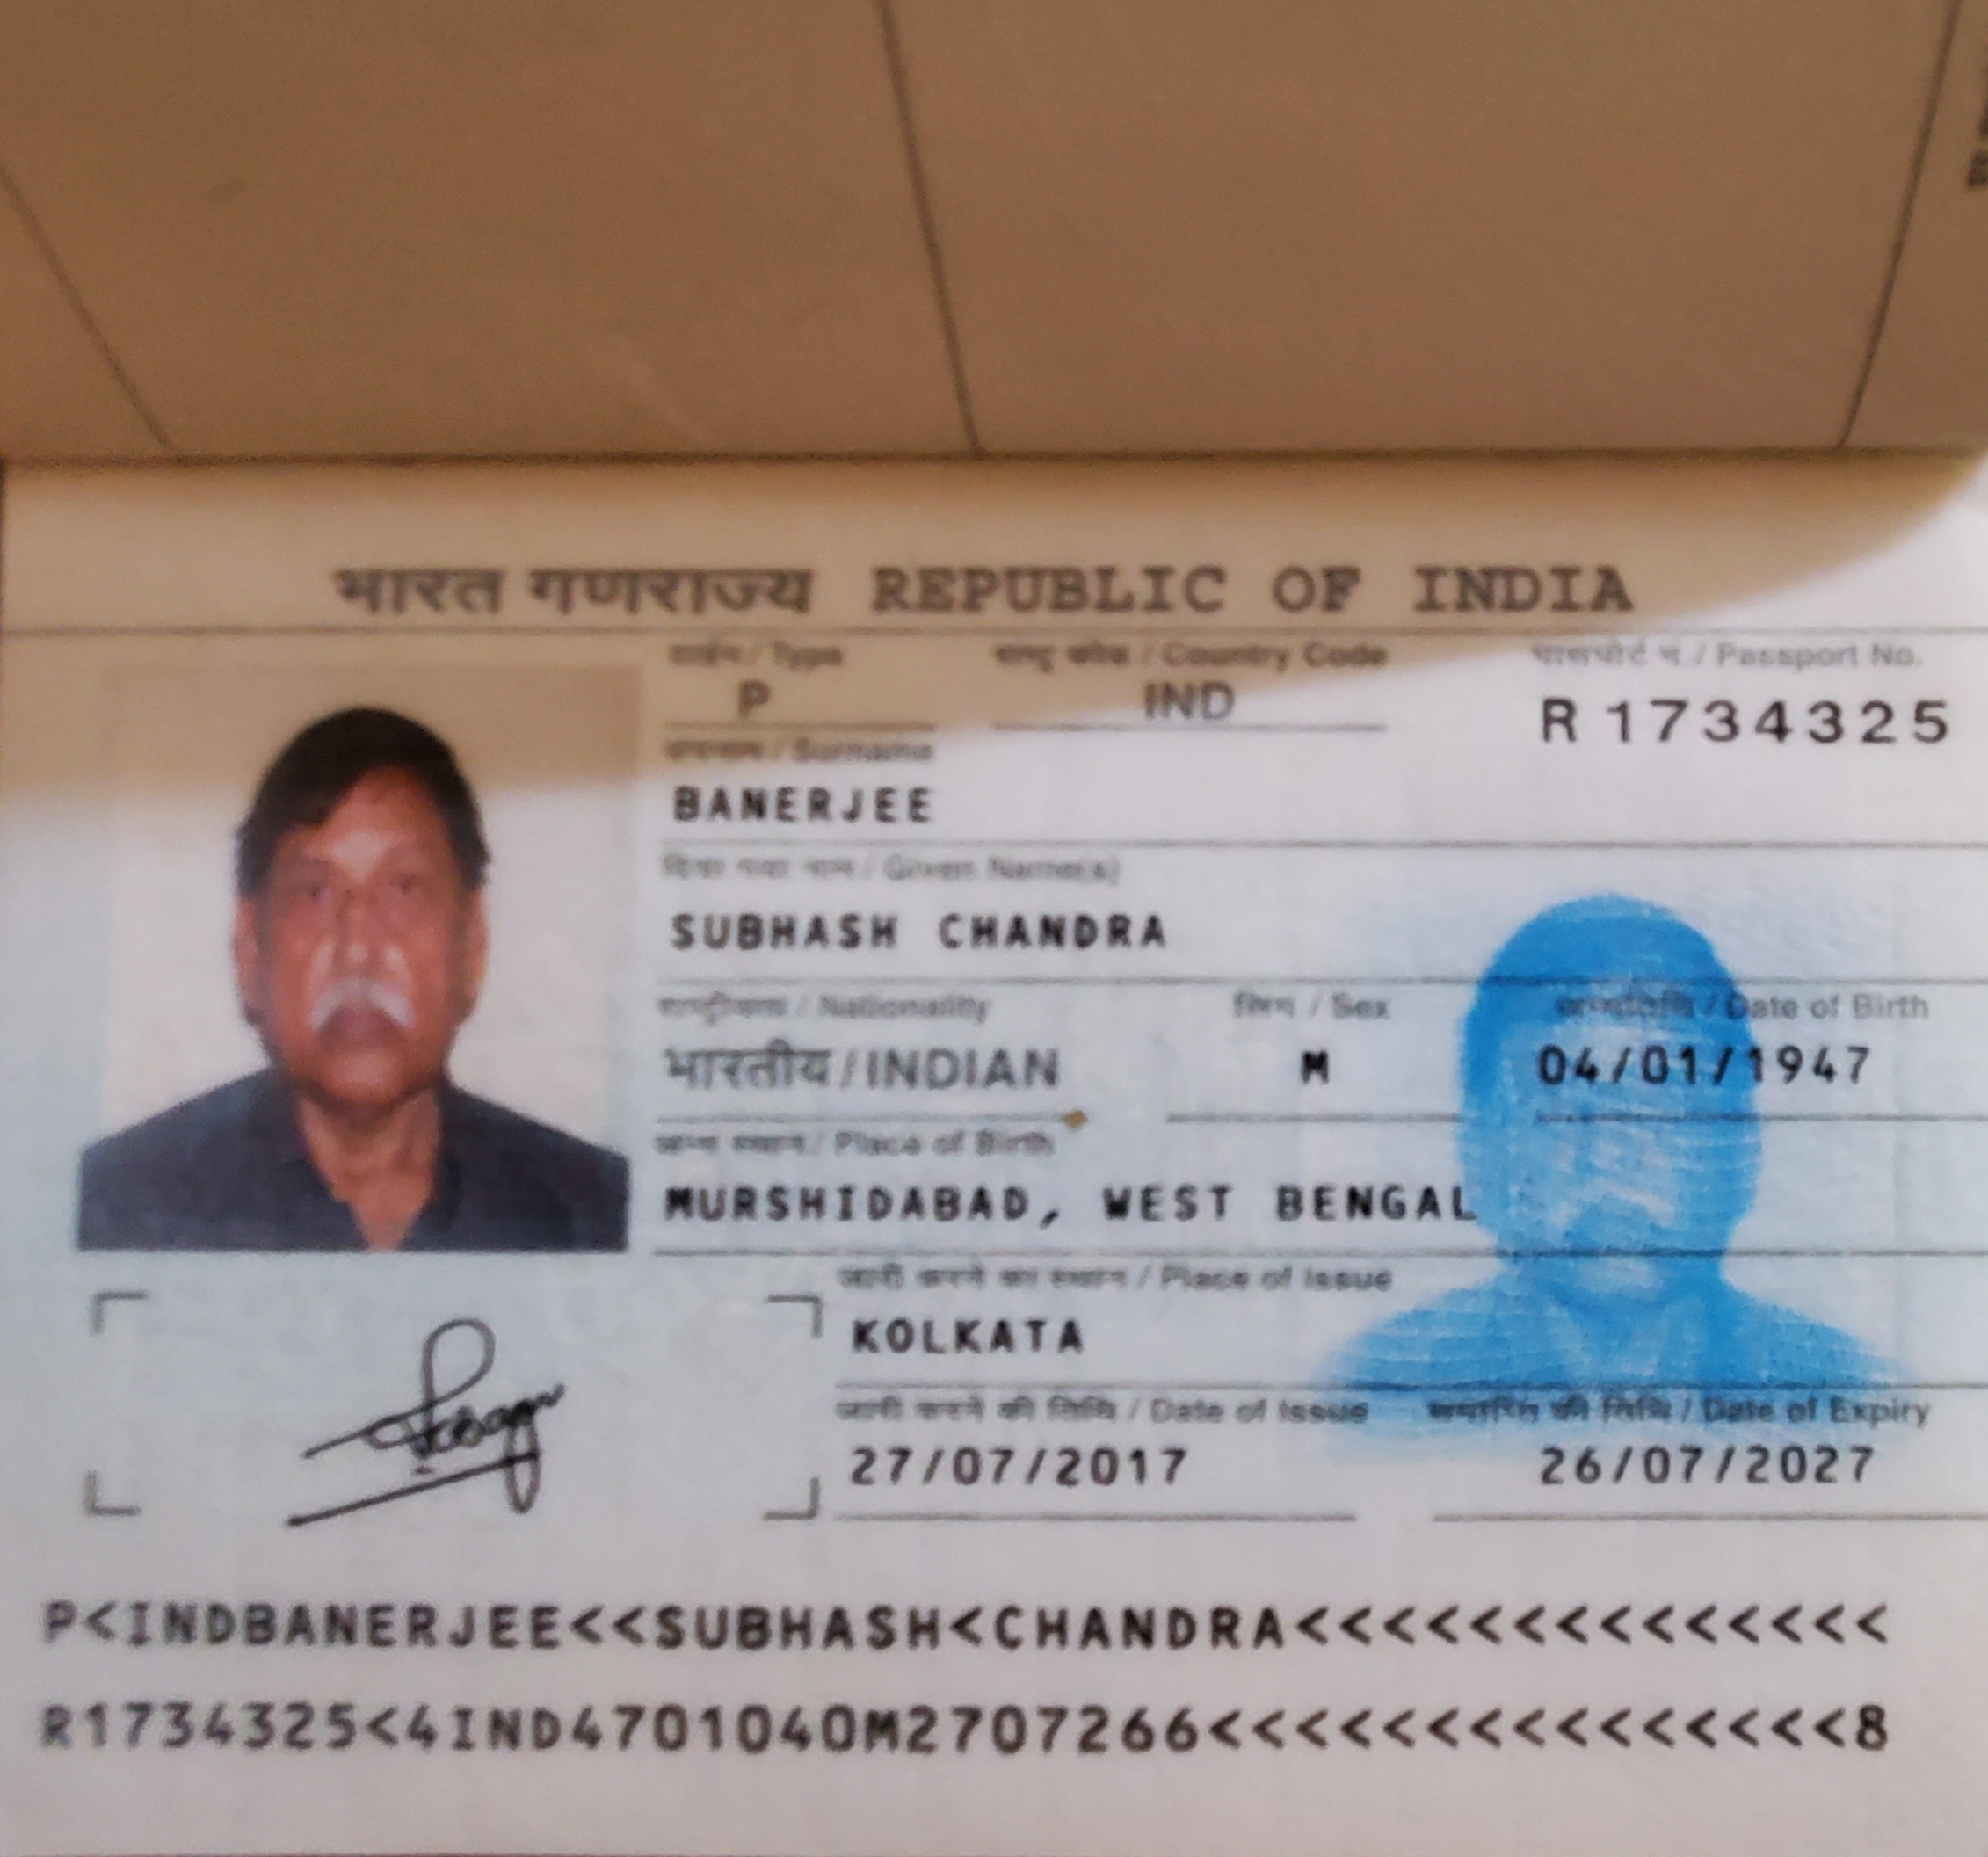 भारत गणराज्य REPUBLIC OF INDIA
टाईप / Type राष्ट्र कोड / Country Code पासपोर्ट नं. / Passport No.
P IND R 1734325
उपनाम / Surname
BANERJEE
दिया गया नाम / Given Name(s)
SUBHASH CHANDRA
राष्ट्रीयता / Nationality लिंग / Sex जन्मतिथि / Date of Birth
भारतीय / INDIAN M 04/01/1947
जन्म स्थान / Place of Birth
MURSHIDABAD, WEST BENGAL
जारी करने का स्थान / Place of Issue
KOLKATA
जारी करने की तिथि / Date of Issue समाप्ति की तिथि / Date of Expiry
27/07/2017 26/07/2027
P<INDBANERJEE<<SUBHASH<CHANDRA<<<<<<<<<<<<<<
R1734325<4IND4701040M2707266<<<<<<<<<<<<<<<8